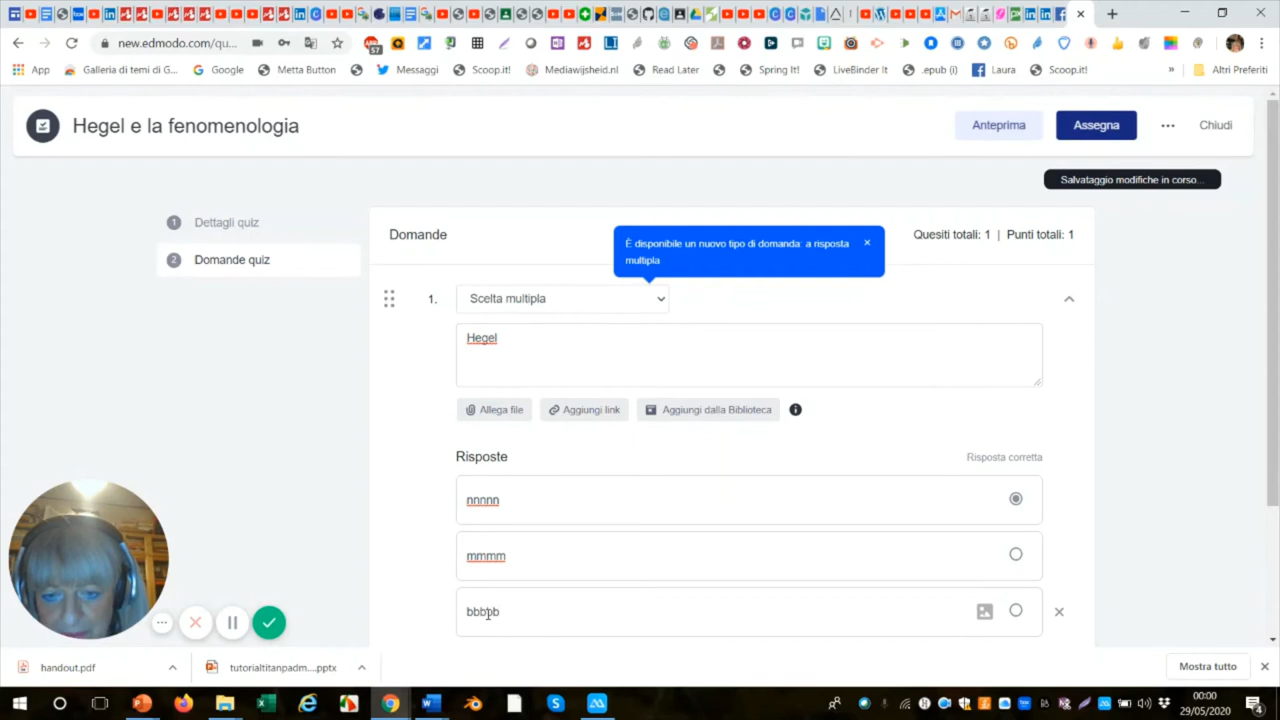 new.edmodo.com/qu...
57
App
Galleria di temi di G...
Google
Metta Button
Messaggi
Scoop.it!
Mediawijsheid.nl
Read Later
Spring It!
LiveBinder It
.epub (i)
Laura
Scoop.it!
»
Altri Preferiti
Hegel e la fenomenologia
Anteprima
Assegna
Chiudi
Salvataggio modifiche in corso...
1 Dettagli quiz
2 Domande quiz
Domande
Quesiti totali: 1 | Punti totali: 1
È disponibile un nuovo tipo di domanda: a risposta
multipla
1.
Scelta multipla
Hegel
Allega file
Aggiungi link
Aggiungi dalla Biblioteca
Risposte
Risposta corretta
nnnnn
mmmm
bbbbb
handout.pdf
tutorialtitanpadm....pptx
Mostra tutto
00:00
29/05/2020
4